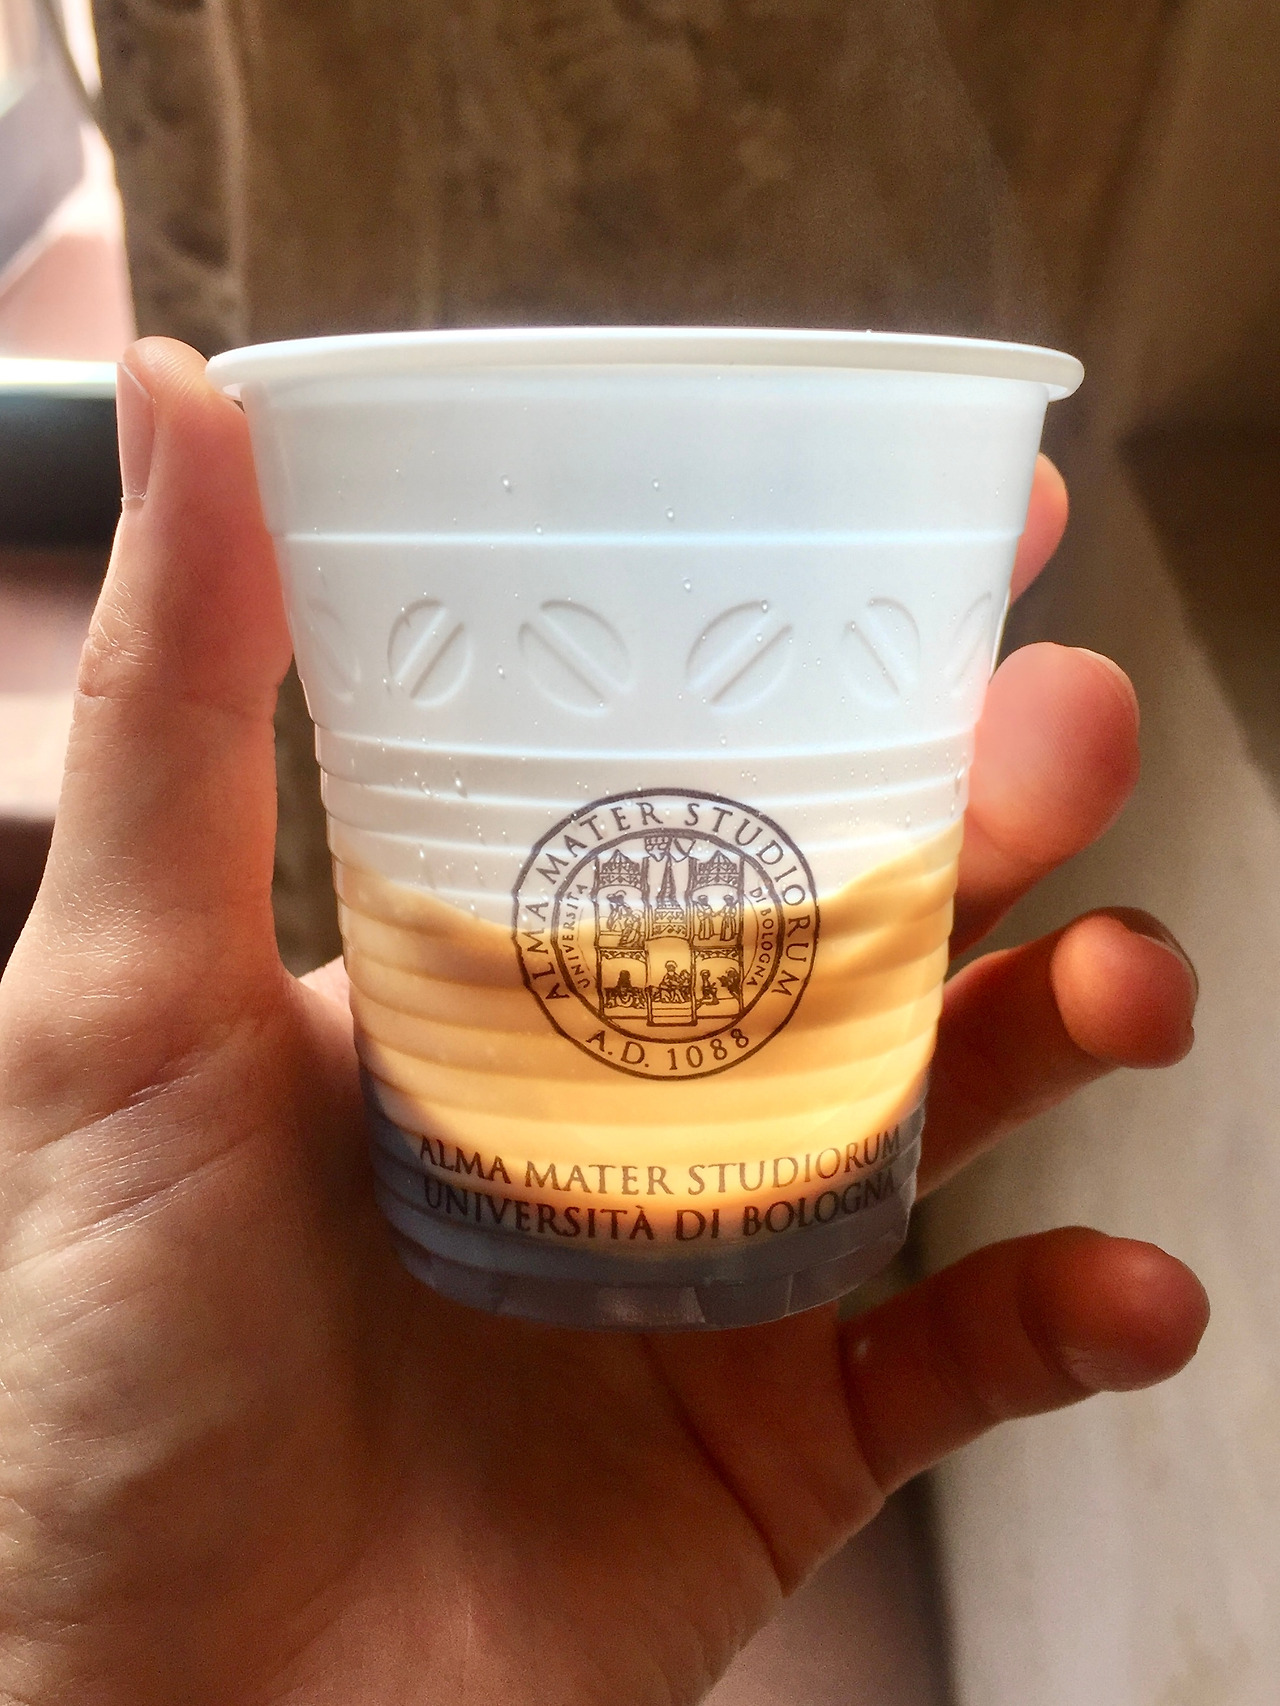 ALMA MATER STUDIORUM
UNIVERSITÀ DI BOLOGNA
A.D. 1088
ALMA MATER STUDIORUM
UNIVERSITÀ DI BOLOGNA